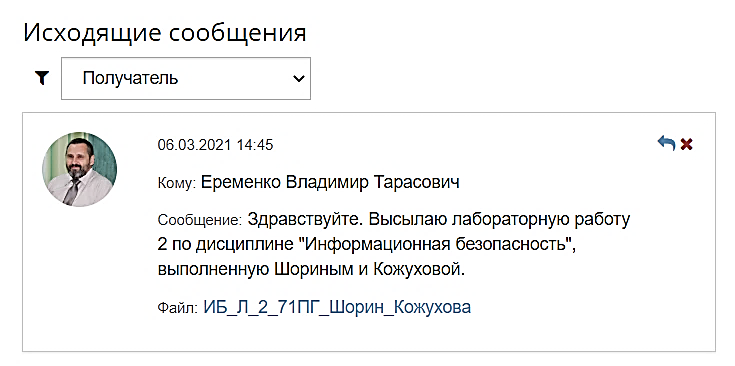 Исходящие сообщения
Получатель
06.03.2021 14:45
Кому: Еременко Владимир Тарасович
Сообщение: Здравствуйте. Высылаю лабораторную работу
2 по дисциплине "Информационная безопасность",
выполненную Шориным и Кожуховой.
Файл: ИБ_Л_2_71ПГ_Шорин_Кожухова